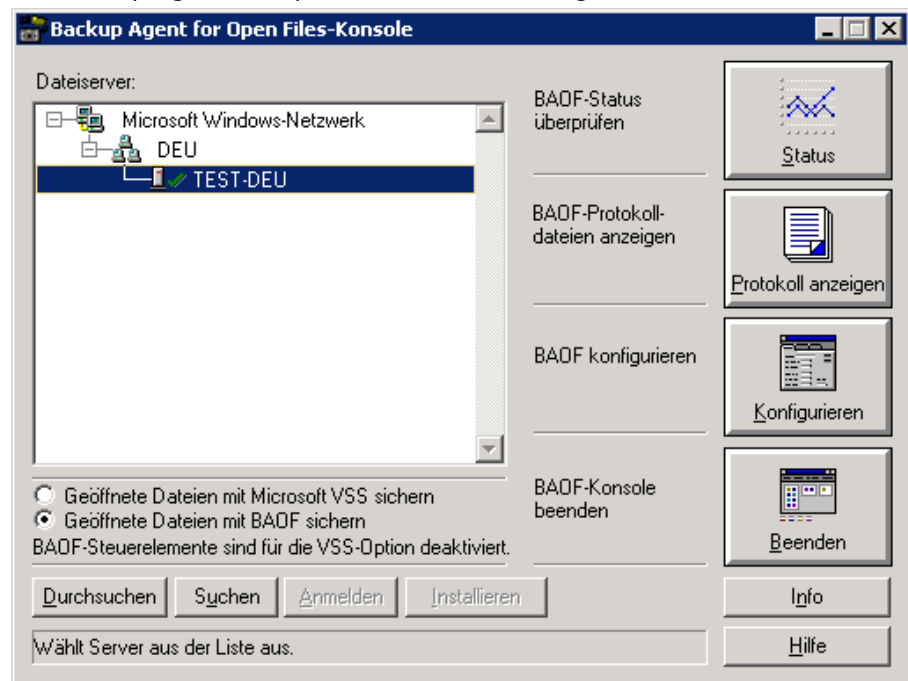 Backup Agent for Open Files-Konsole
Dateiserver:
Microsoft Windows-Netzwerk
DEU
TEST-DEU
BAOF-Status
überprüfen
Status
BAOF-Protokoll-
dateien anzeigen
Protokoll anzeigen
BAOF konfigurieren
Konfigurieren
Geöffnete Dateien mit Microsoft VSS sichern
Geöffnete Dateien mit BAOF sichern
BAOF-Steuerelemente sind für die VSS-Option deaktiviert.
BAOF-Konsole
beenden
Beenden
Durchsuchen
Suchen
Anmelden
Installieren
Info
Wählt Server aus der Liste aus.
Hilfe